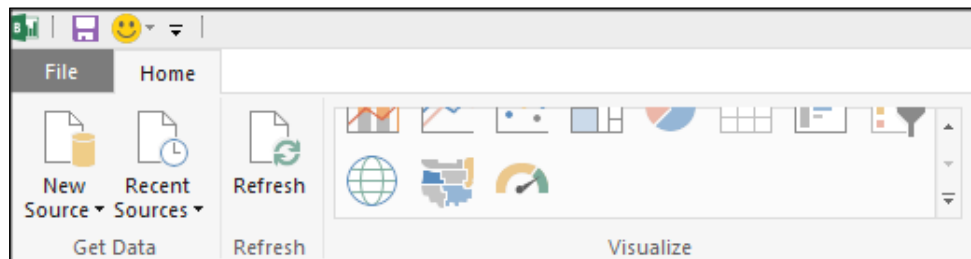 File Home
New Recent Refresh
Source Sources
Get Data Refresh Visualize